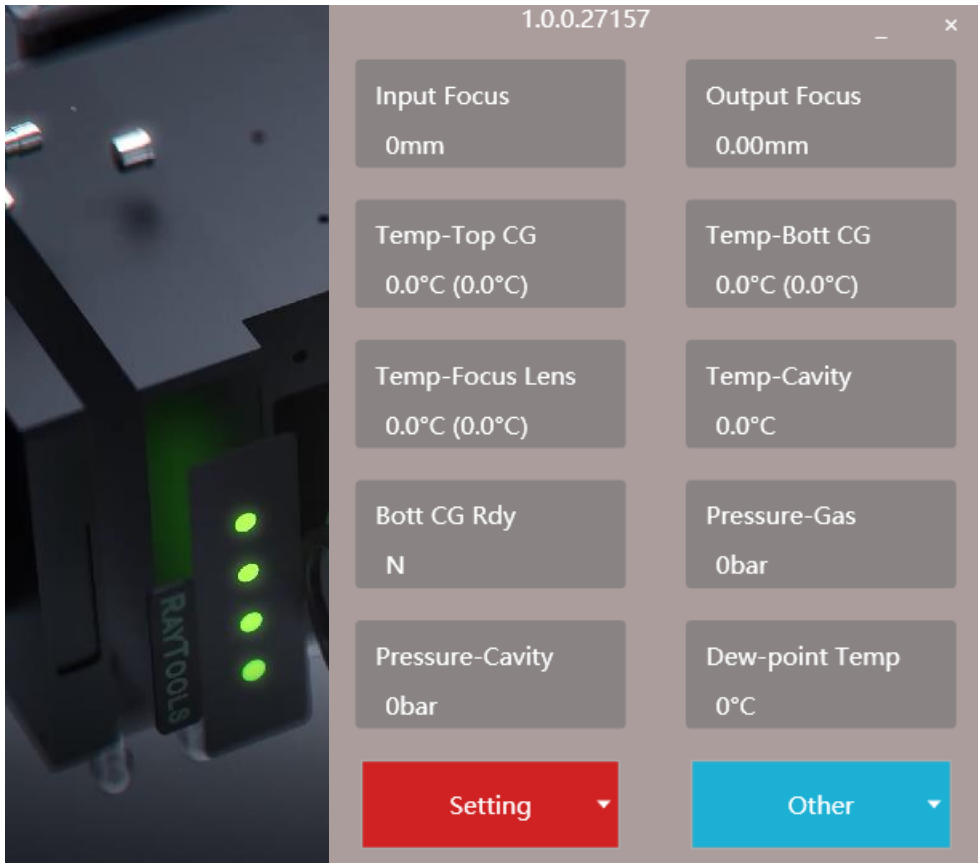 1.0.0.27157
Input Focus
0mm
Output Focus
0.00mm
Temp-Top CG
0.0°C (0.0°C)
Temp-Bott CG
0.0°C (0.0°C)
Temp-Focus Lens
0.0°C (0.0°C)
Temp-Cavity
0.0°C
Bott CG Rdy
N
Pressure-Gas
0bar
Pressure-Cavity
0bar
Dew-point Temp
0°C
Setting
Other
RAYTOOLS